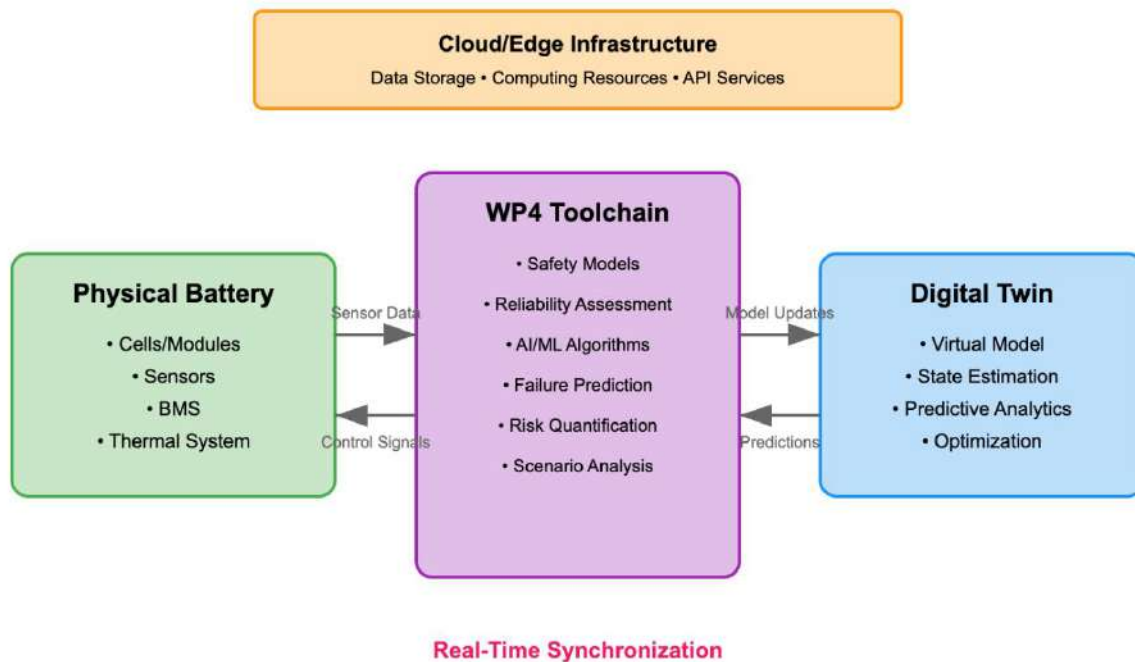 Cloud/Edge Infrastructure
Data Storage • Computing Resources • API Services
WP4 Toolchain
• Safety Models
• Reliability Assessment
• AI/ML Algorithms
• Failure Prediction
• Risk Quantification
• Scenario Analysis
Physical Battery
• Cells/Modules
• Sensors
• BMS
• Thermal System
Sensor Data
Control Signals
Digital Twin
• Virtual Model
• State Estimation
• Predictive Analytics
• Optimization
Model Updates
Predictions
Real-Time Synchronization